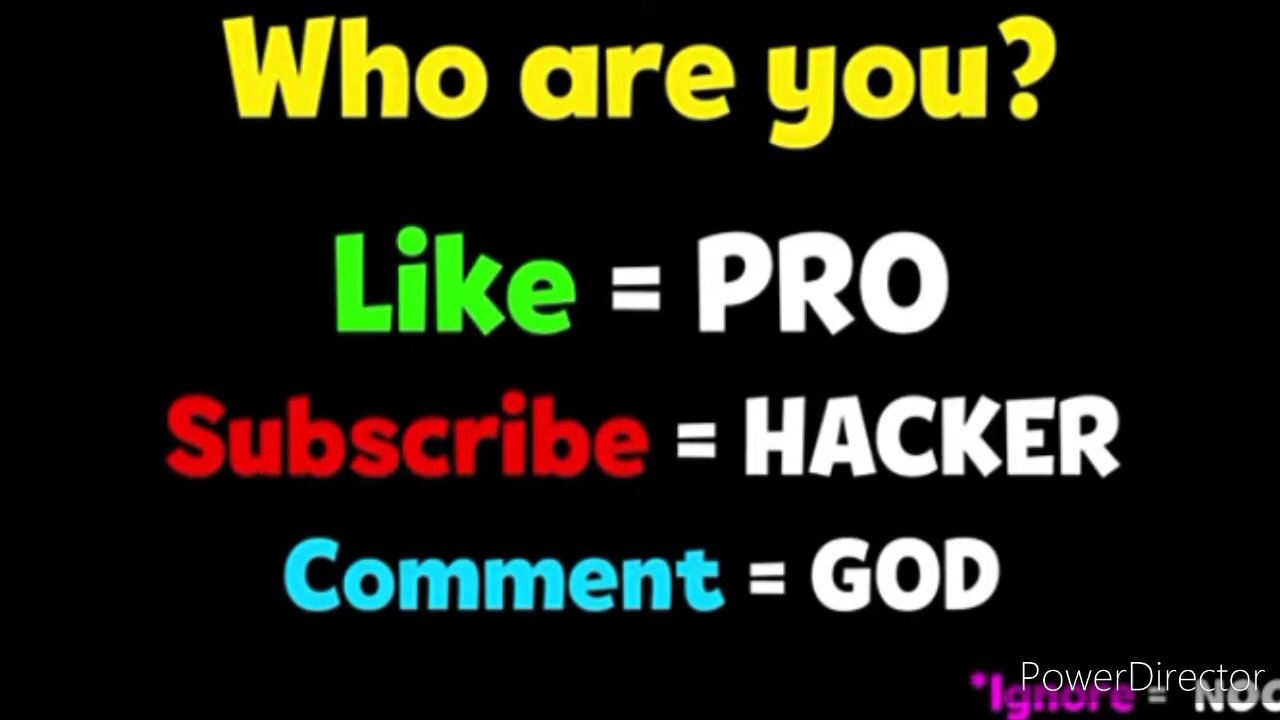 Who are you?
Like = PRO
Subscribe = HACKER
Comment = GOD
PowerDirector
*Ignore =